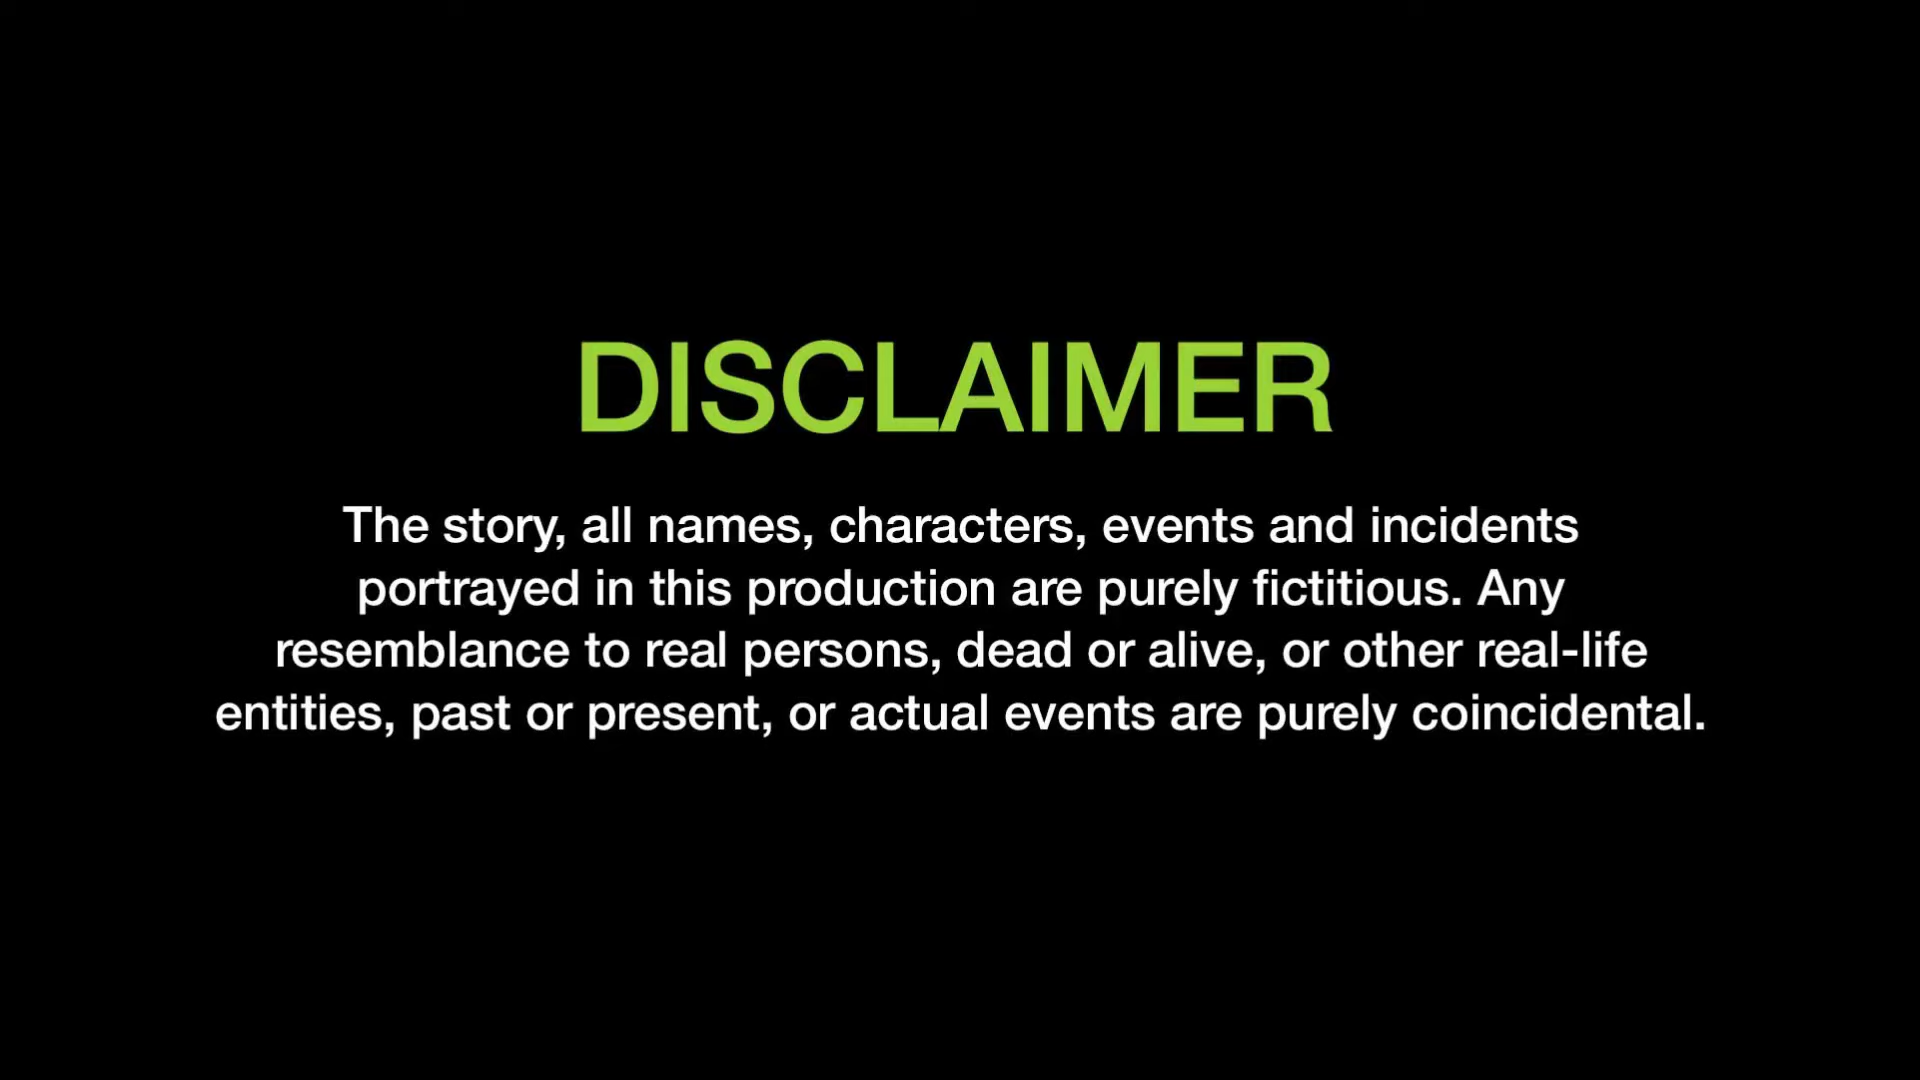 DISCLAIMER
The story, all names, characters, events and incidents
portrayed in this production are purely fictitious. Any
resemblance to real persons, dead or alive, or other real-life
entities, past or present, or actual events are purely coincidental.